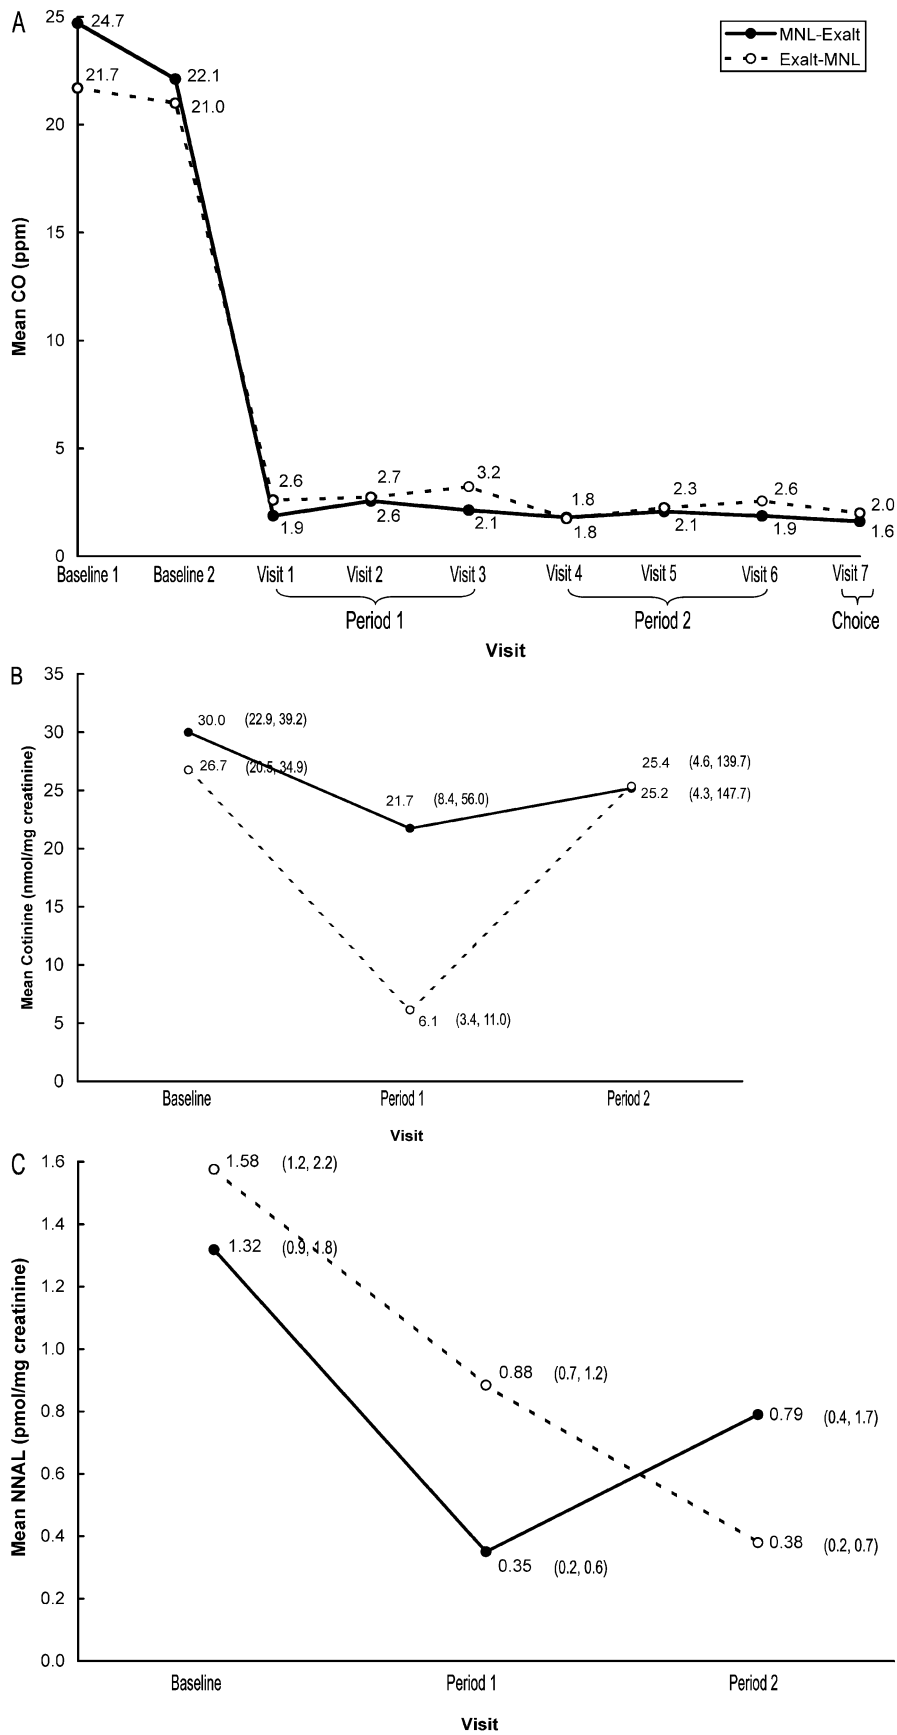 A
25
24.7
MNL-Exalt
Exalt-MNL
21.7
22.1
21.0
20
15
Mean CO (ppm)
10
5
2.6
2.7
3.2
1.8
2.3
2.6
2.0
1.9
2.6
2.1
1.8
2.1
1.9
1.6
0
Baseline 1
Baseline 2
Visit 1
Visit 2
Visit 3
Visit 4
Visit 5
Visit 6
Visit 7
Period 1
Period 2
Choice
Visit
B
35
30.0 (22.9, 39.2)
30
26.7 (20.5, 34.9)
25.4 (4.6, 139.7)
25
21.7 (8.4, 56.0)
25.2 (4.3, 147.7)
20
Mean Cotinine (nmol/mg creatinine)
15
10
5
6.1 (3.4, 11.0)
0
Baseline
Period 1
Period 2
Visit
C
1.6
1.58 (1.2, 2.2)
1.4
1.32 (0.9, 1.8)
1.2
Mean NNAL (pmol/mg creatinine)
1.0
0.88 (0.7, 1.2)
0.8
0.79 (0.4, 1.7)
0.6
0.4
0.35 (0.2, 0.6)
0.38 (0.2, 0.7)
0.2
0.0
Baseline
Period 1
Period 2
Visit